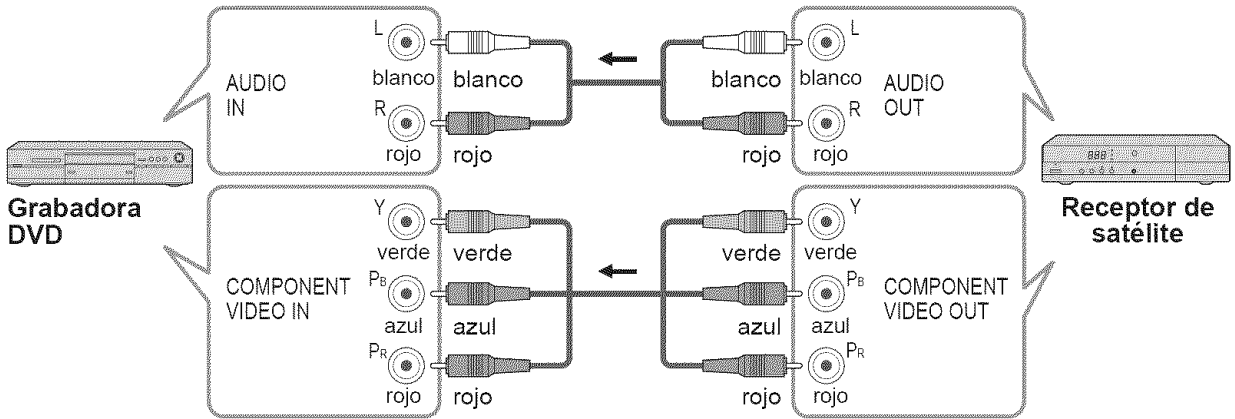 L
blanco
blanco
AUDIO
IN
R
rojo
rojo
L
blanco
blanco
AUDIO
OUT
R
rojo
rojo
Grabadora
DVD
888
Receptor de
satélite
Y
verde
verde
COMPONENT
VIDEO IN
PB
azul
azul
PR
rojo
rojo
Y
verde
verde
COMPONENT
VIDEO OUT
PB
azul
azul
PR
rojo
rojo